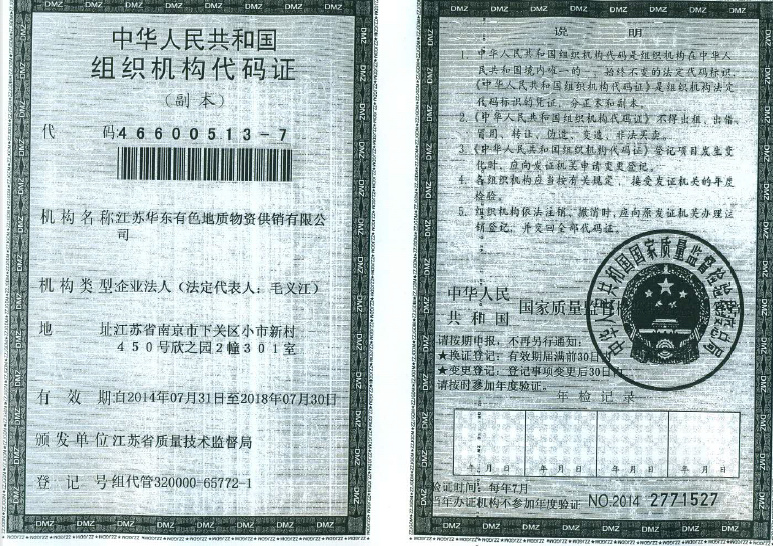 中华人民共和国
组织机构代码证
(副本)
代 码46600513-7
机构名称江苏华东有色地质物资供销有限公
司
机构类型:企业法人（法定代表人：毛义江）
地 址江苏省南京市下关区小市新村
450号欣之园2幢301室
有效期:自2014年07月31日至2018年07月30日
颁发单位江苏省质量技术监督局
登记号组代管320000-65772-1
说 明
1. 中华人民共和国组织机构代码是组织机构在中华人
民共和国境内唯一的、始终不变的法定代码标识,
《中华人民共和国组织机构代码证》是组织机构法定
代码标识的凭证，分正本和副本。
2.《中华人民共和国组织机构代码证》不得出租、出借、
冒用、转让、伪造、变造、非法买卖。
3.《中华人民共和国组织机构代码证》登记项目发生变
化时，应向发证机关申请变更登记。
4. 各组织机构应当按有关规定，接受发证机关的年度
检验。
5. 组织机构依法注销、撤消时，应向原发证机关办理注
销登记，并交回全部代码证。
中华人民
共和国
国家质量监
请按期申报，不再另行通知：
★换证登记：有效期届满前30日
★变更登记：登记事项变更后30日内
请按时参加年度验证。
年检记录
年 月 日 年 月 日 年 月 日 年 月 日
验证时间：每年7月
当年办证机构不参加年度验证 NO.2014 2771527